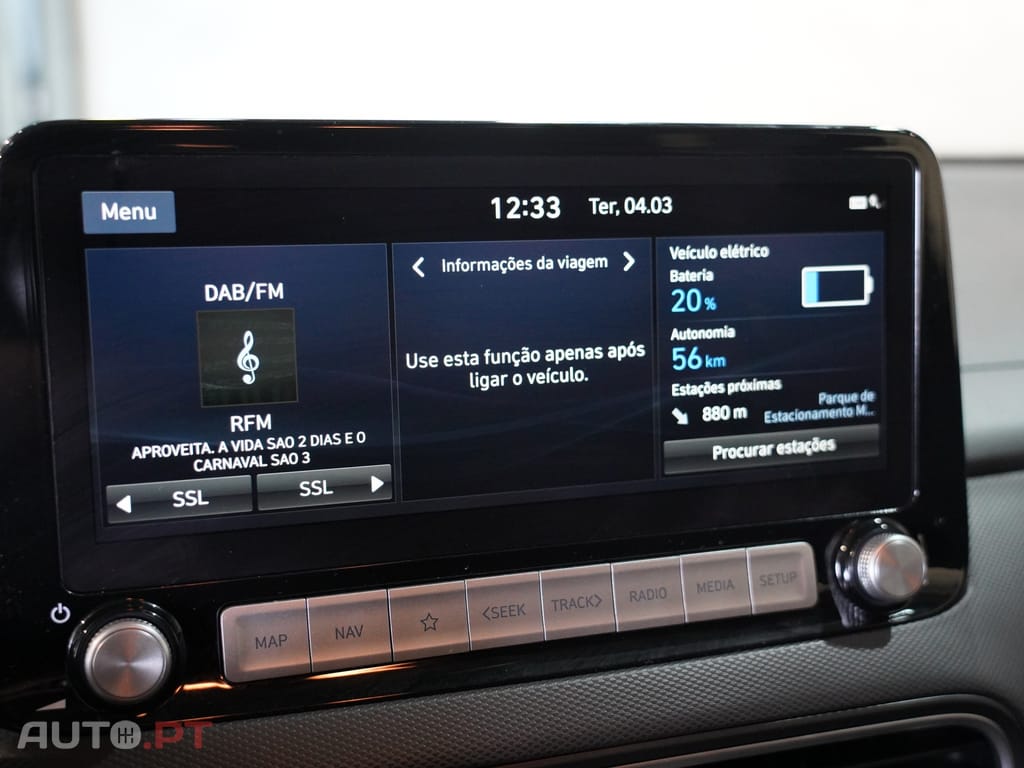 Menu
12:33 Ter, 04.03
DAB/FM
RFM
APROVEITA. A VIDA SAO 2 DIAS E O
CARNAVAL SAO 3
SSL
SSL
Informações da viagem
Use esta função apenas após
ligar o veículo.
Veículo elétrico
Bateria
20 %
Autonomia
56 km
Estações próximas
880 m
Parque de
Estacionamento M...
Procurar estações
MAP
NAV
<SEEK
TRACK>
RADIO
MEDIA
SETUP
AUTO.PT